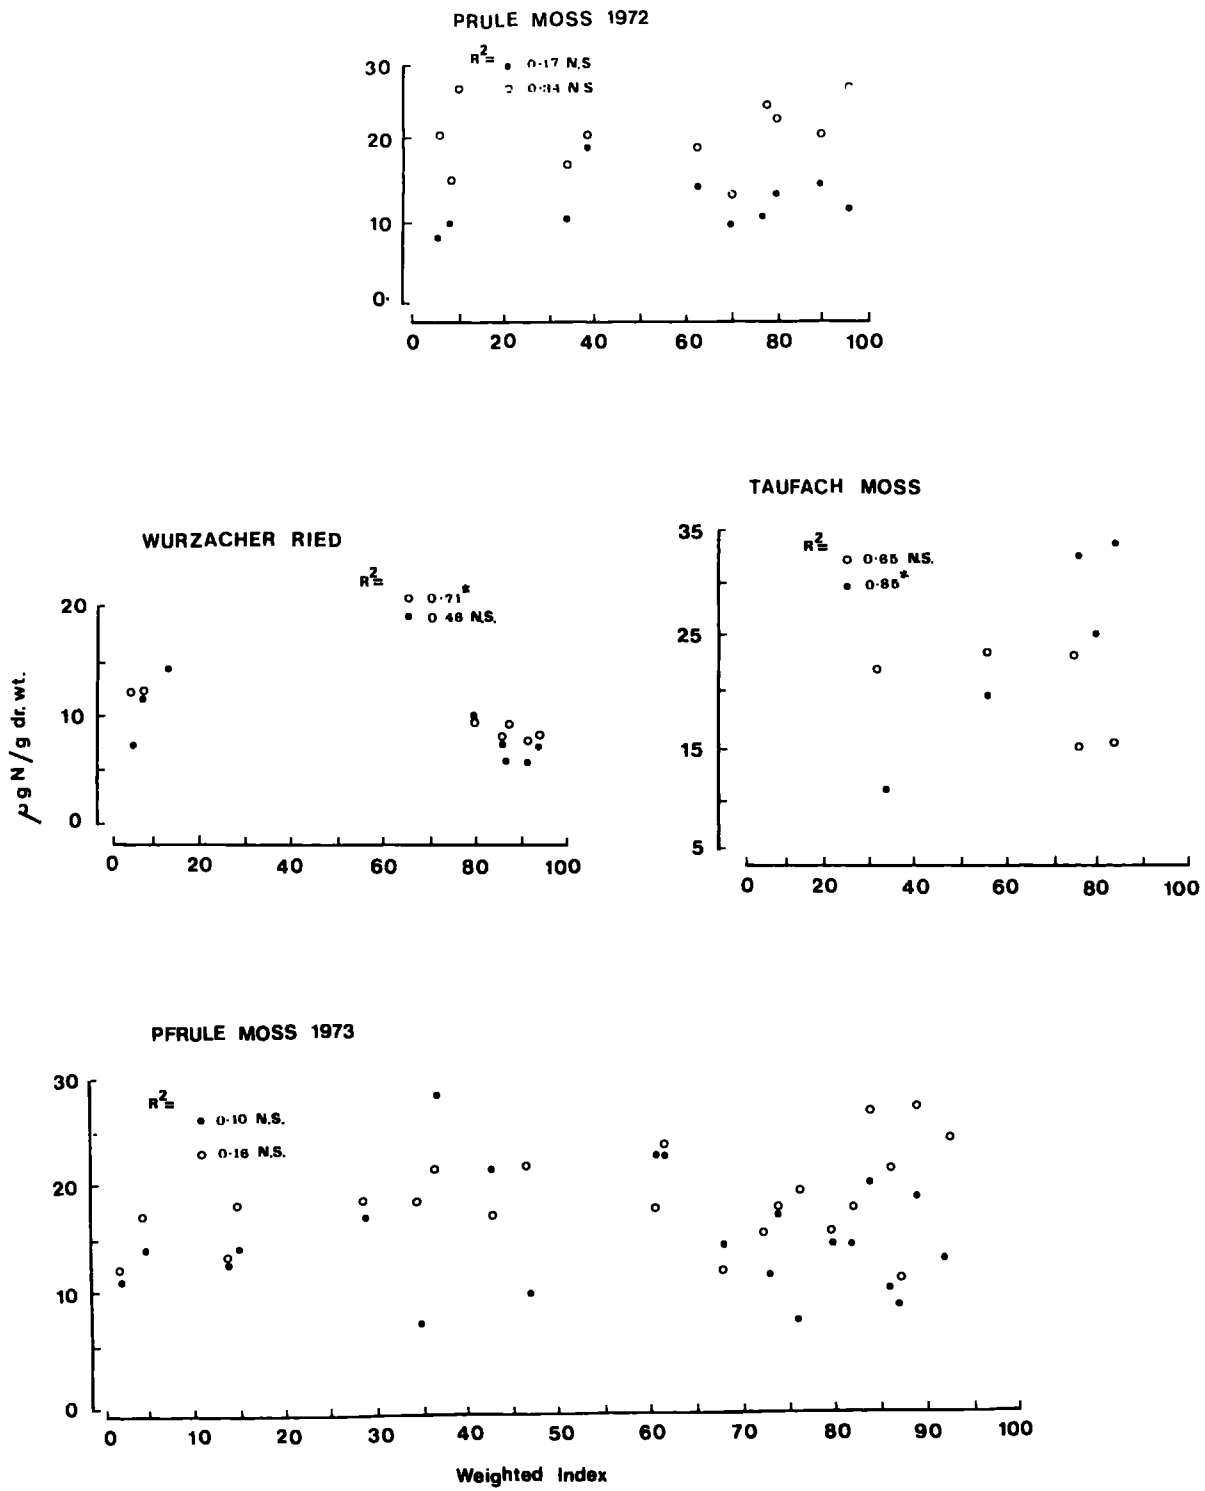 PRULE MOSS 1972
R²=
• 0·17 N.S
○ 0·34 N S
30
20
10
0·
0 20 40 60 80 100
WURZACHER RIED
R²=
○ 0·71*
• 0 46 N.S.
20
10
0
0 20 40 60 80 100
µg N/g dr. wt.
TAUFACH MOSS
R²=
○ 0·65 N.S.
• 0·85*
35
25
15
5
0 20 40 60 80 100
PFRULE MOSS 1973
R²=
• 0·10 N.S.
○ 0·16 N.S.
30
20
10
0
0 10 20 30 40 50 60 70 80 90 100
Weighted Index